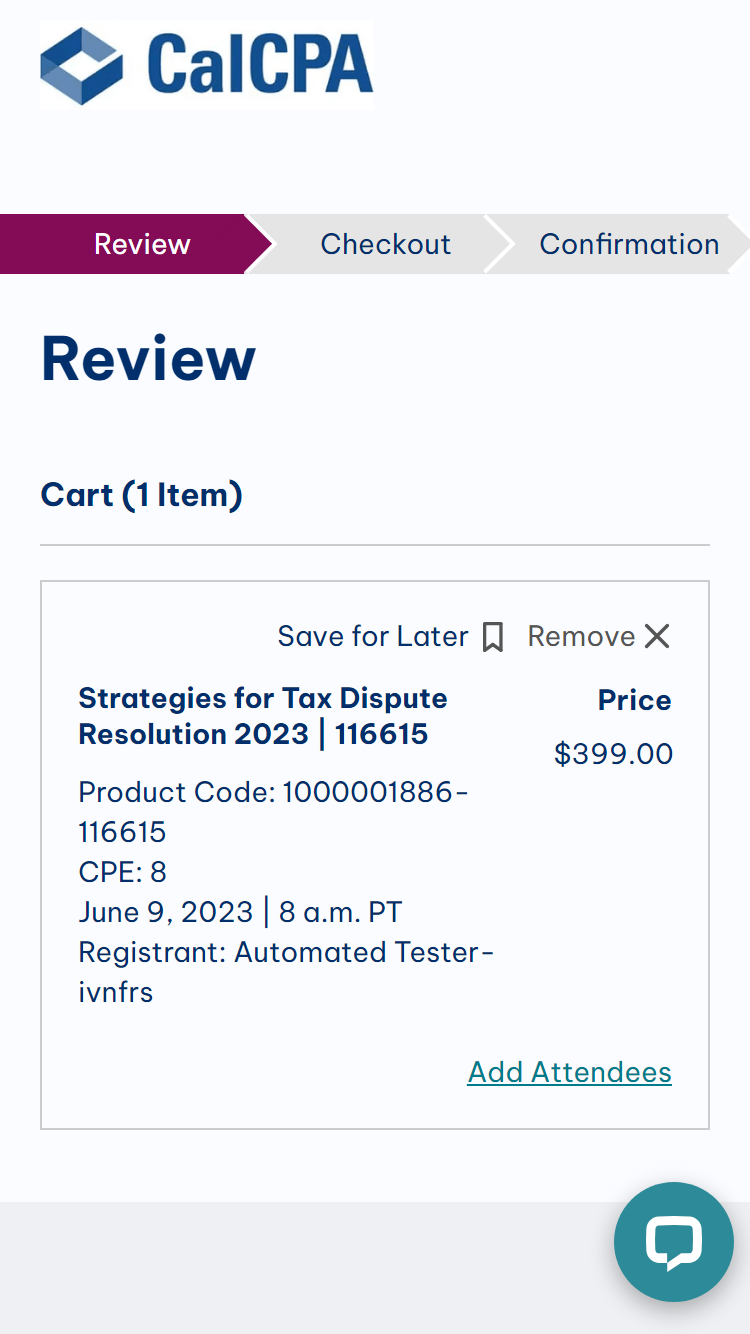 CalCPA
Review
Checkout
Confirmation
Review
Cart (1 Item)
Save for Later
Remove
Strategies for Tax Dispute
Resolution 2023 | 116615
Price
$399.00
Product Code: 1000001886-
116615
CPE: 8
June 9, 2023 | 8 a.m. PT
Registrant: Automated Tester-
ivnfrs
Add Attendees